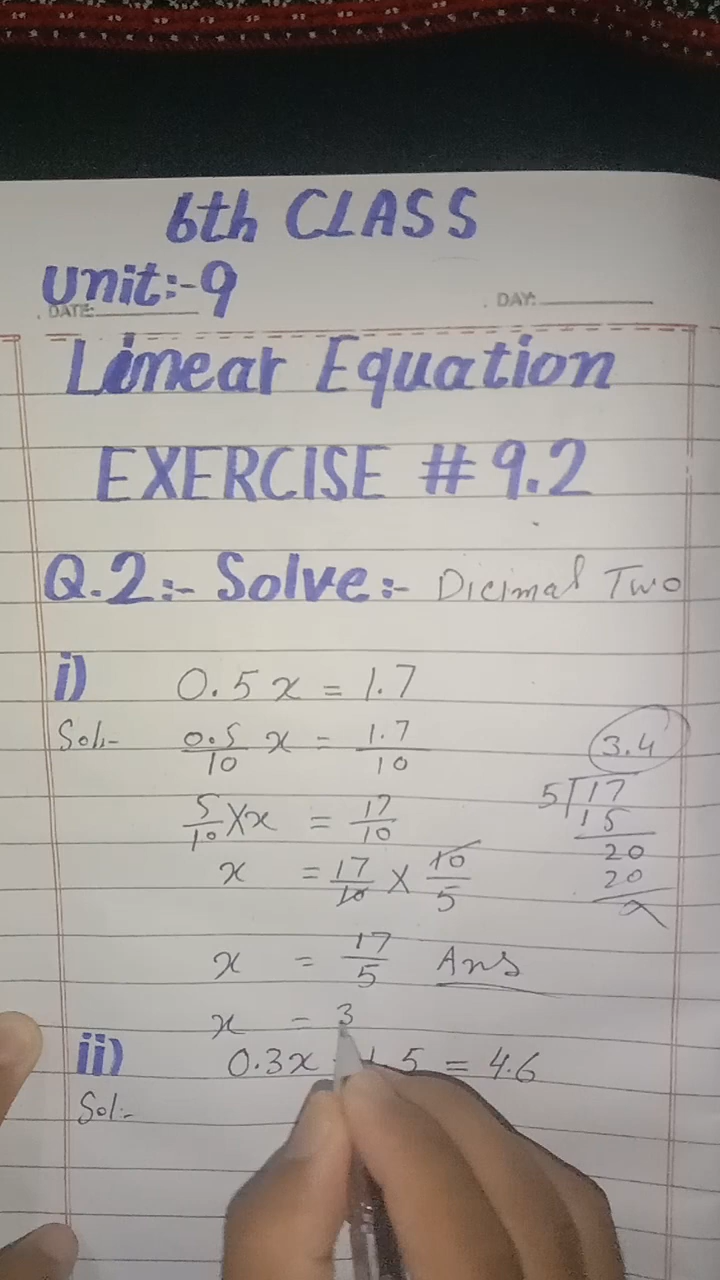 6th CLASS
Unit:-9
DATE:
DAY:
Linear Equation
EXERCISE # 9.2
Q.2:- Solve:- Dicimal Two
i) 0.5x = 1.7
Sol:- 0.5/10 x = 1.7/10
5/10 X x = 17/10
x = 17/10 X 10/5
x = 17/5 Ans
x = 3
3.4
5 17
15
20
20
x
ii) 0.3x 5 = 4.6
Sol:-